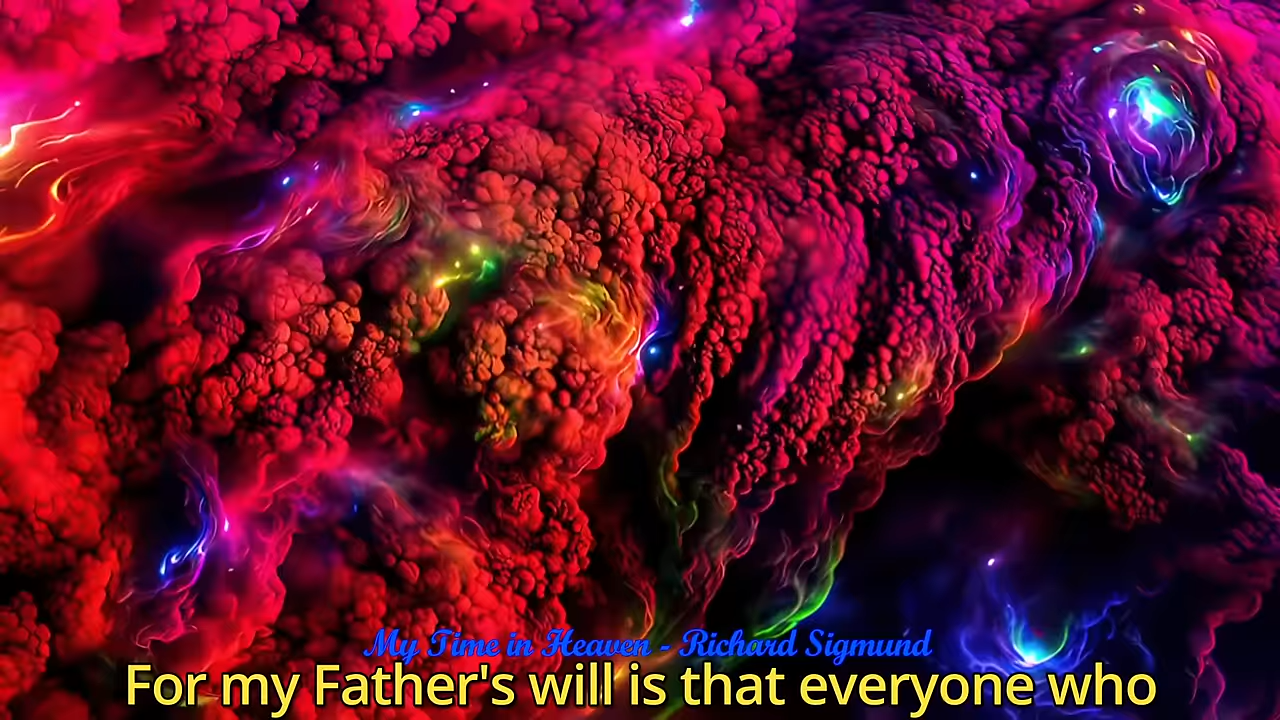 My Time in Heaven - Richard Sigmund
For my Father's will is that everyone who